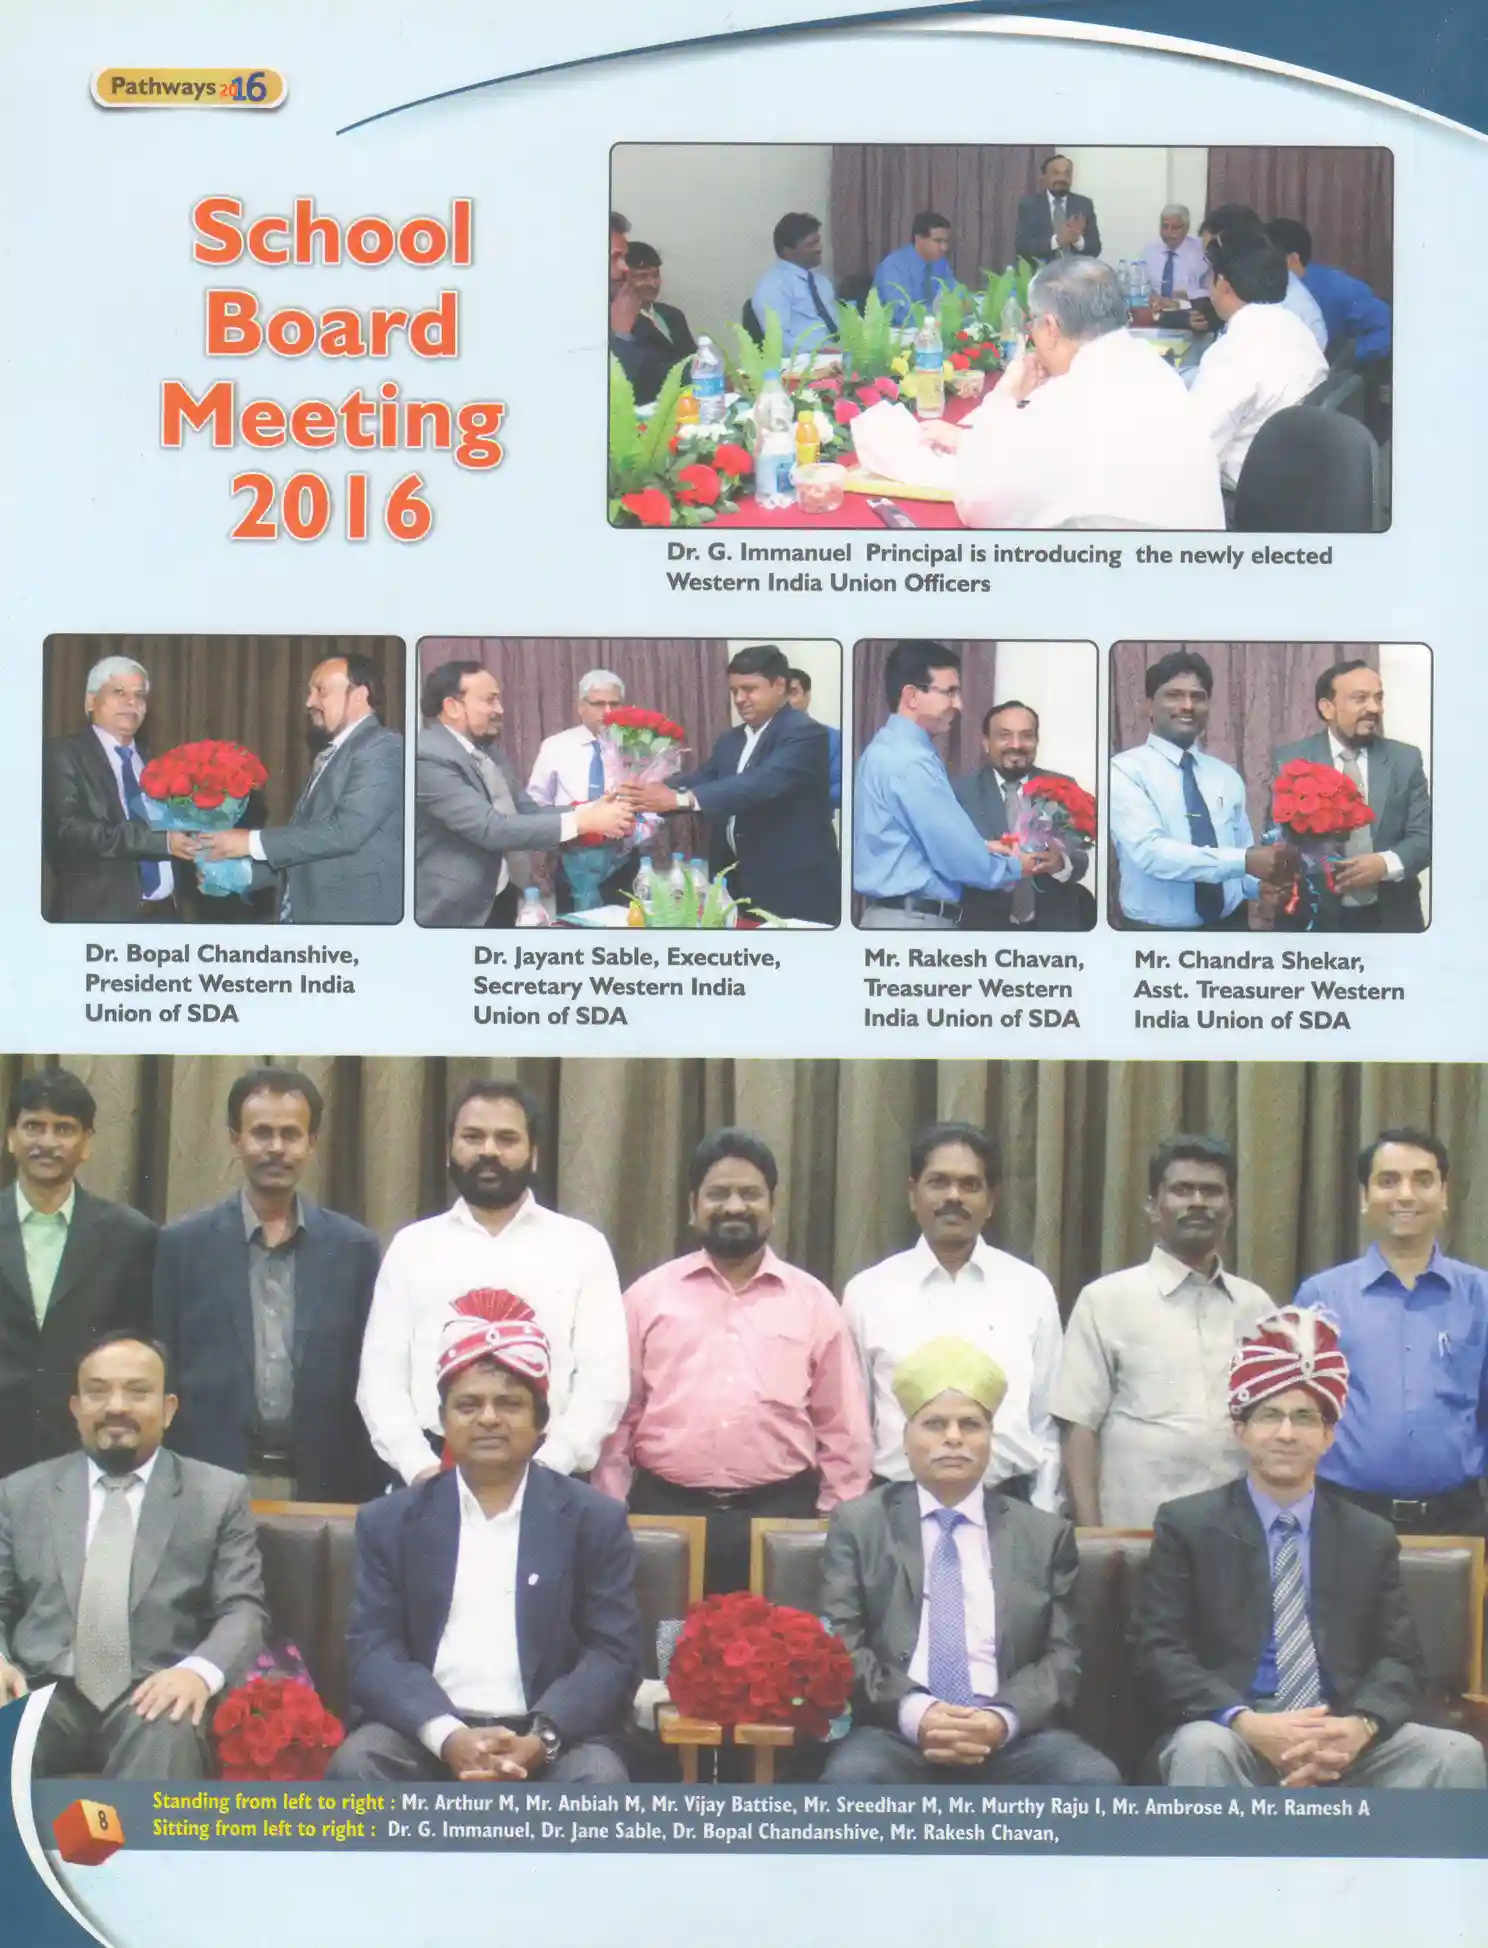 Pathways 2016
School
Board
Meeting
2016
Dr. G. Immanuel Principal is introducing the newly elected
Western India Union Officers
Dr. Bopal Chandanshive,
President Western India
Union of SDA
Dr. Jayant Sable, Executive,
Secretary Western India
Union of SDA
Mr. Rakesh Chavan,
Treasurer Western
India Union of SDA
Mr. Chandra Shekar,
Asst. Treasurer Western
India Union of SDA
Standing from left to right : Mr. Arthur M, Mr. Anbiah M, Mr. Vijay Battise, Mr. Sreedhar M, Mr. Murthy Raju I, Mr. Ambrose A, Mr. Ramesh A
Sitting from left to right : Dr. G. Immanuel, Dr. Jane Sable, Dr. Bopal Chandanshive, Mr. Rakesh Chavan,
8